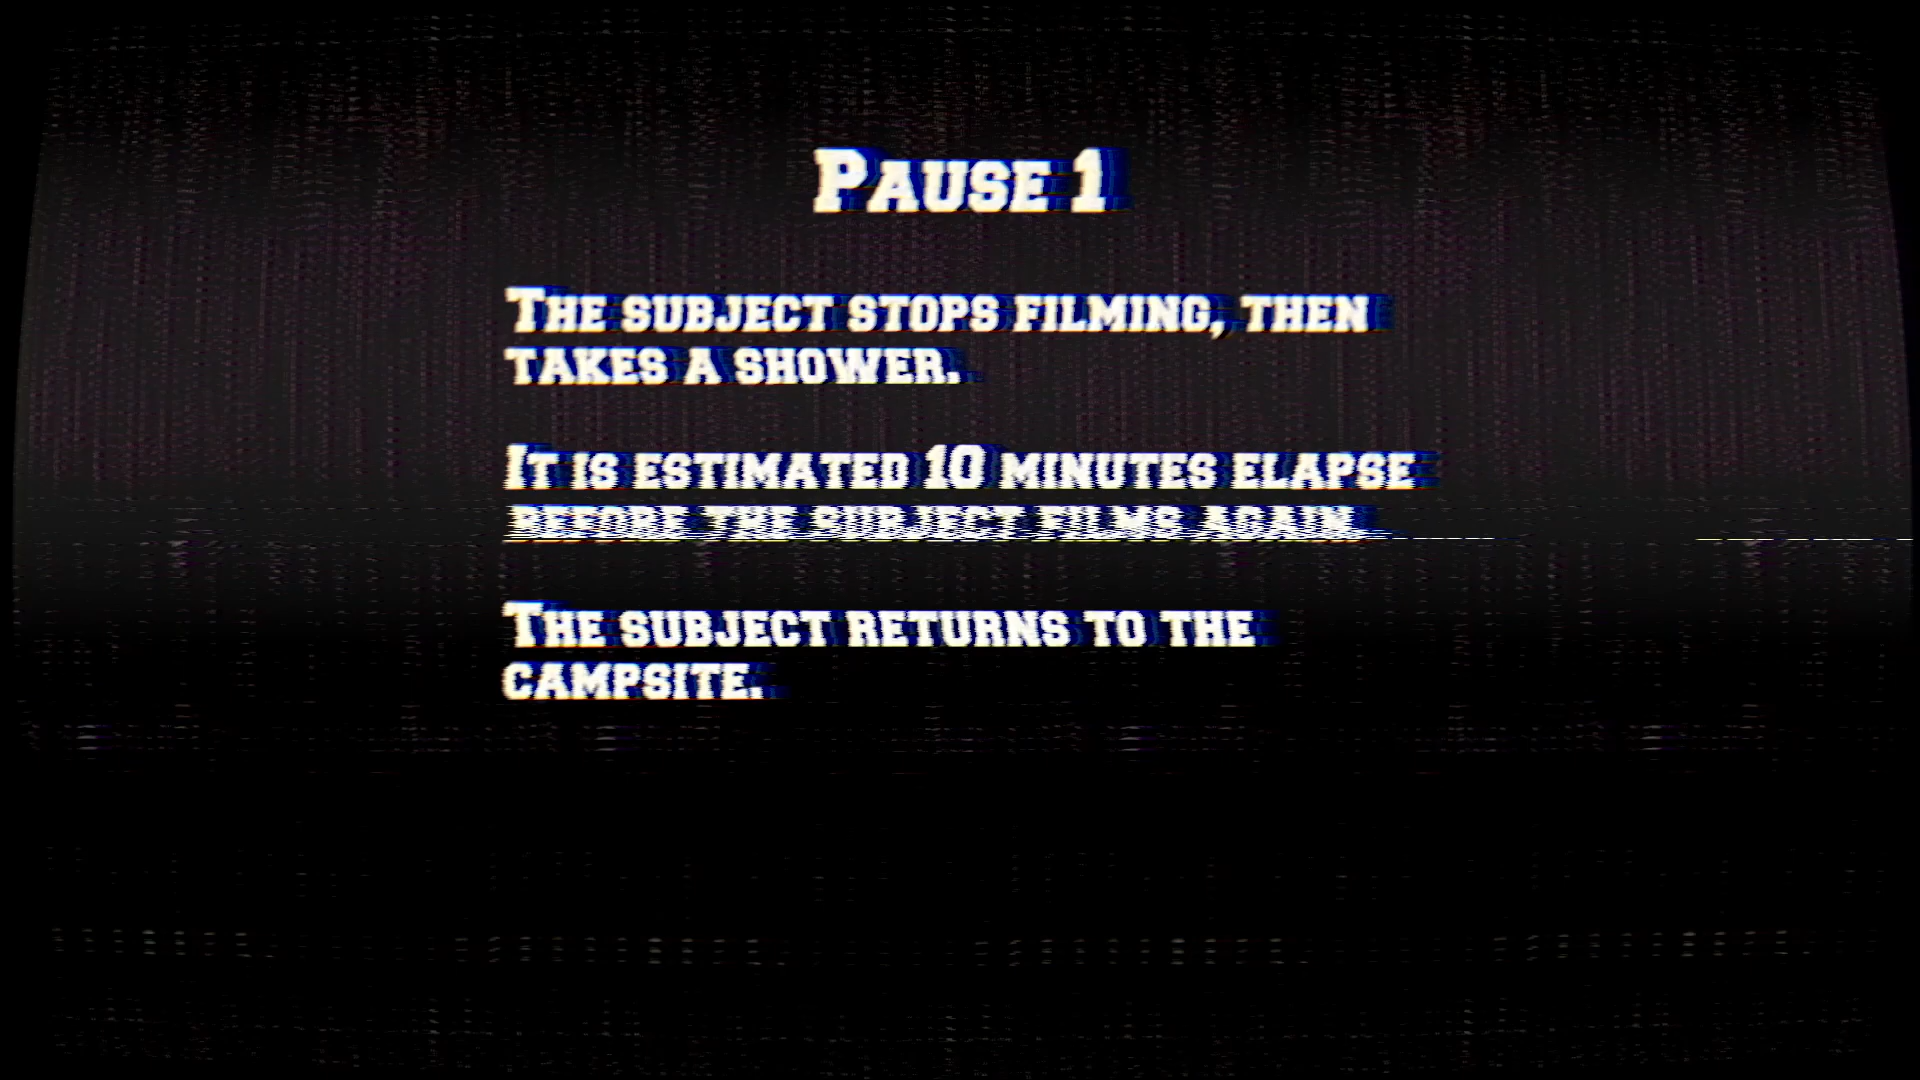 Pause 1
The subject stops filming, then
takes a shower.
It is estimated 10 minutes elapse
before the subject films again.
The subject returns to the
campsite.